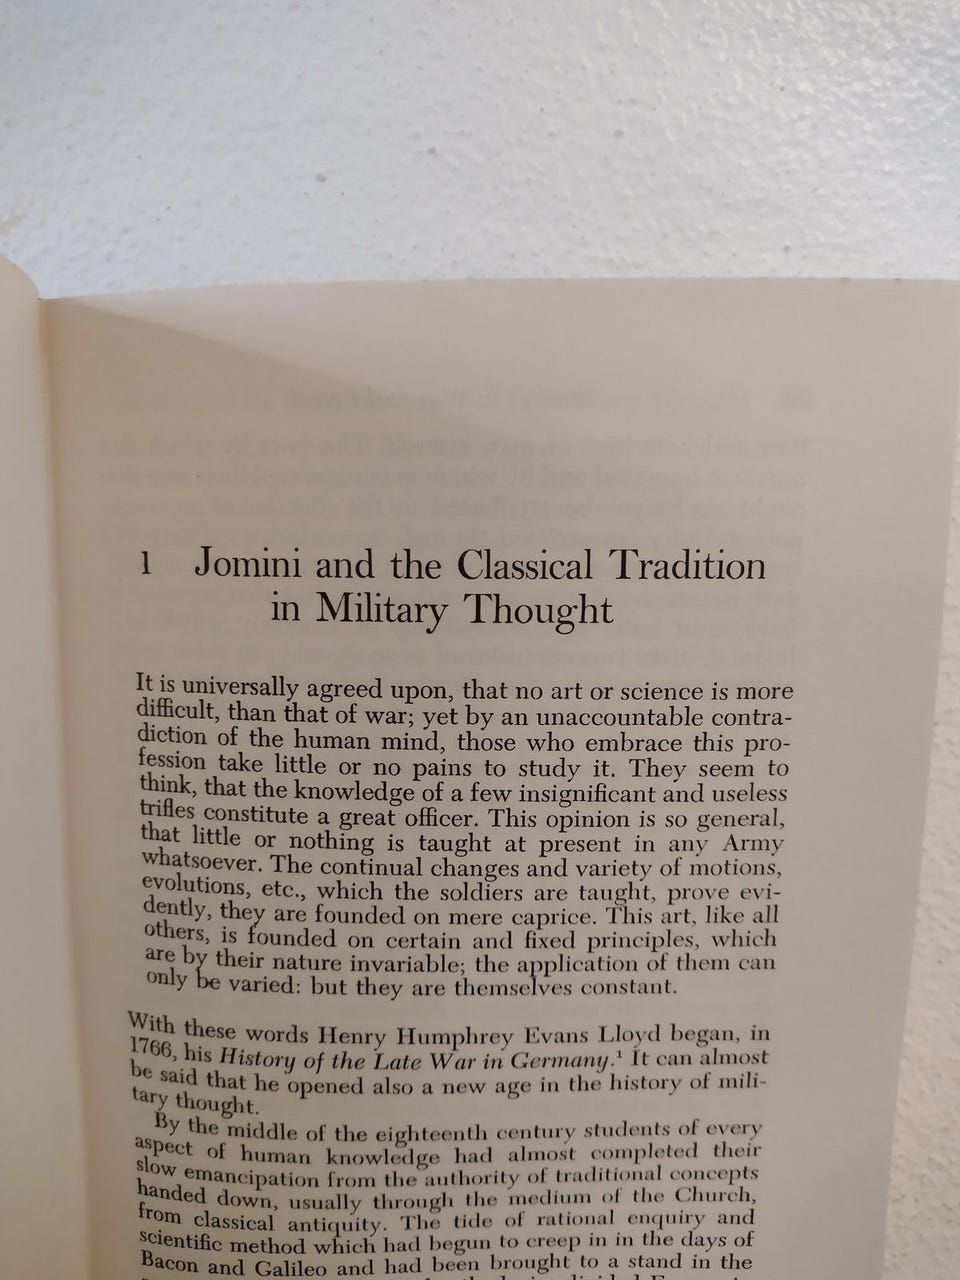 1 Jomini and the Classical Tradition
in Military Thought
It is universally agreed upon, that no art or science is more
difficult, than that of war; yet by an unaccountable contra-
diction of the human mind, those who embrace this pro-
fession take little or no pains to study it. They seem to
think, that the knowledge of a few insignificant and useless
trifles constitute a great officer. This opinion is so general,
that little or nothing is taught at present in any Army
whatsoever. The continual changes and variety of motions,
evolutions, etc., which the soldiers are taught, prove evi-
dently, they are founded on mere caprice. This art, like all
others, is founded on certain and fixed principles, which
are by their nature invariable; the application of them can
only be varied: but they are themselves constant.
With these words Henry Humphrey Evans Lloyd began, in
1766, his History of the Late War in Germany.¹ It can almost
be said that he opened also a new age in the history of mili-
tary thought.
By the middle of the eighteenth century students of every
aspect of human knowledge had almost completed their
slow emancipation from the authority of traditional concepts
handed down, usually through the medium of the Church,
from classical antiquity. The tide of rational enquiry and
scientific method which had begun to creep in in the days of
Bacon and Galileo and had been brought to a stand in the